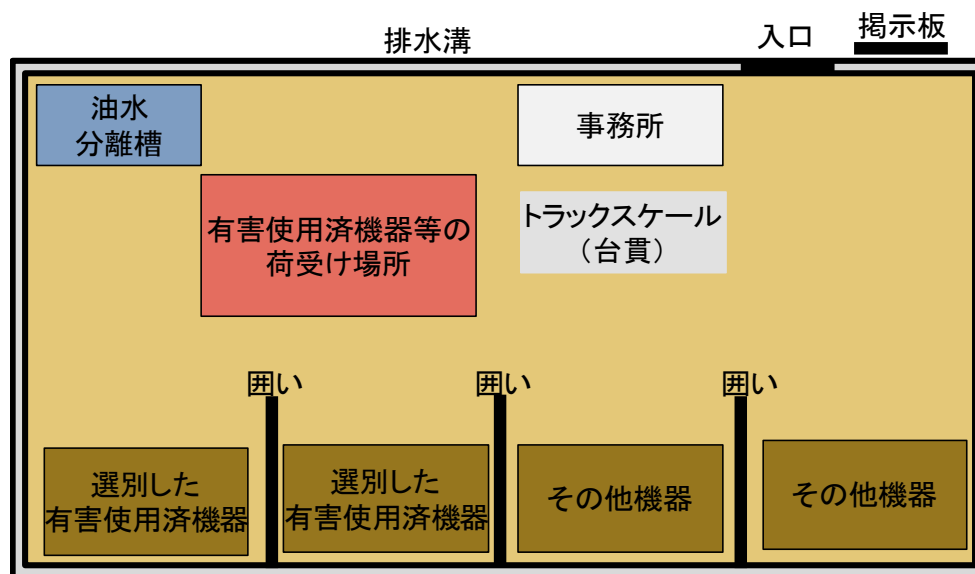 排水溝
入口
掲示板
油水
分離槽
事務所
有害使用済機器等の
荷受け場所
トラックスケール
（台貫）
囲い
囲い
囲い
選別した
有害使用済機器
選別した
有害使用済機器
その他機器
その他機器